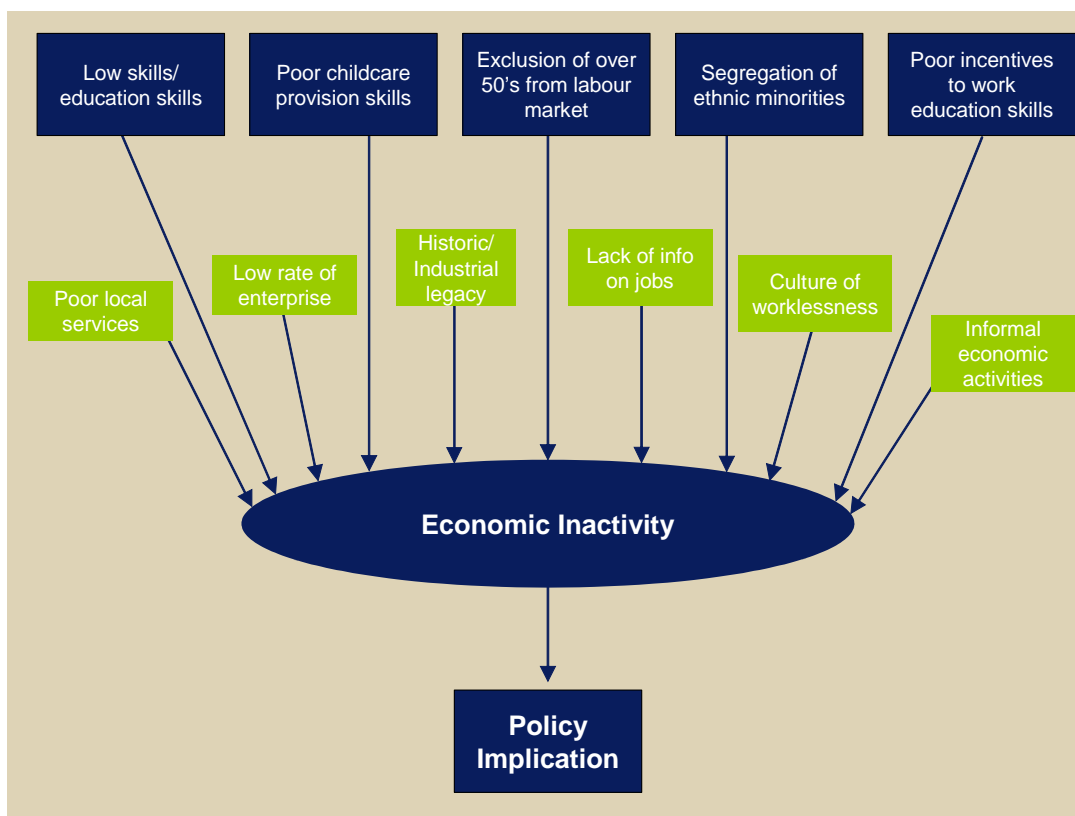 Low skills/
education skills
Poor childcare
provision skills
Exclusion of over
50's from labour
market
Segregation of
ethnic minorities
Poor incentives
to work
education skills
Poor local
services
Low rate of
enterprise
Historic/
Industrial
legacy
Lack of info
on jobs
Culture of
worklessness
Informal
economic
activities
Economic Inactivity
Policy
Implication